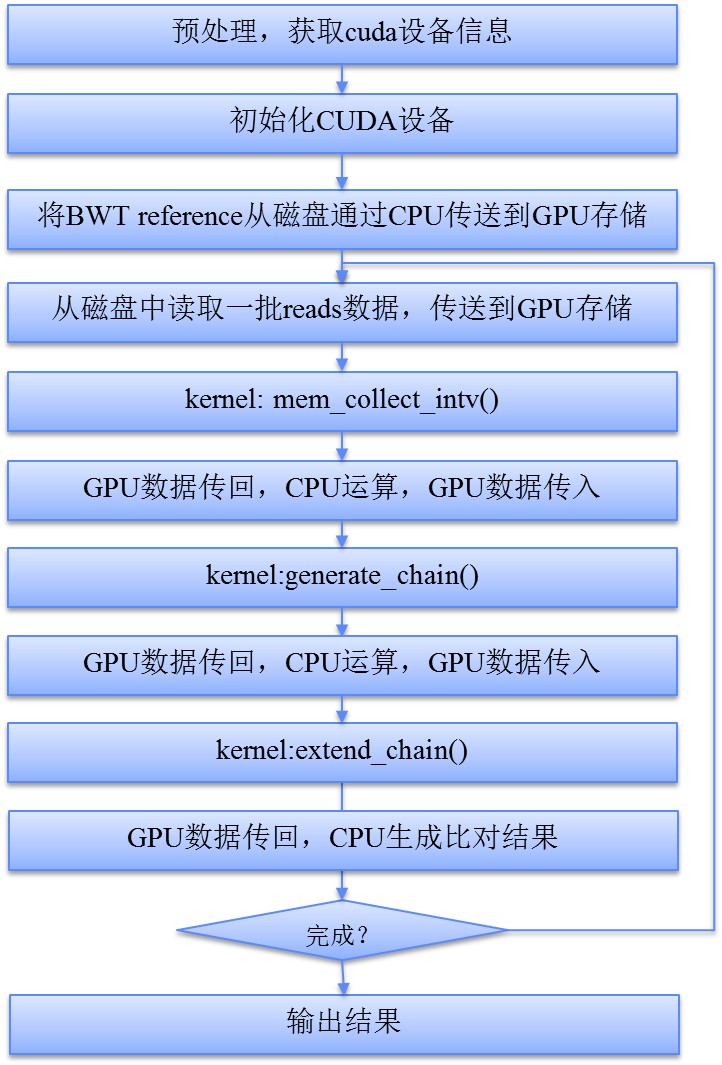 预处理，获取cuda设备信息
初始化CUDA设备
将BWT reference从磁盘通过CPU传送到GPU存储
从磁盘中读取一批reads数据，传送到GPU存储
kernel: mem_collect_intv()
GPU数据传回，CPU运算，GPU数据传入
kernel:generate_chain()
GPU数据传回，CPU运算，GPU数据传入
kernel:extend_chain()
GPU数据传回，CPU生成比对结果
完成？
输出结果